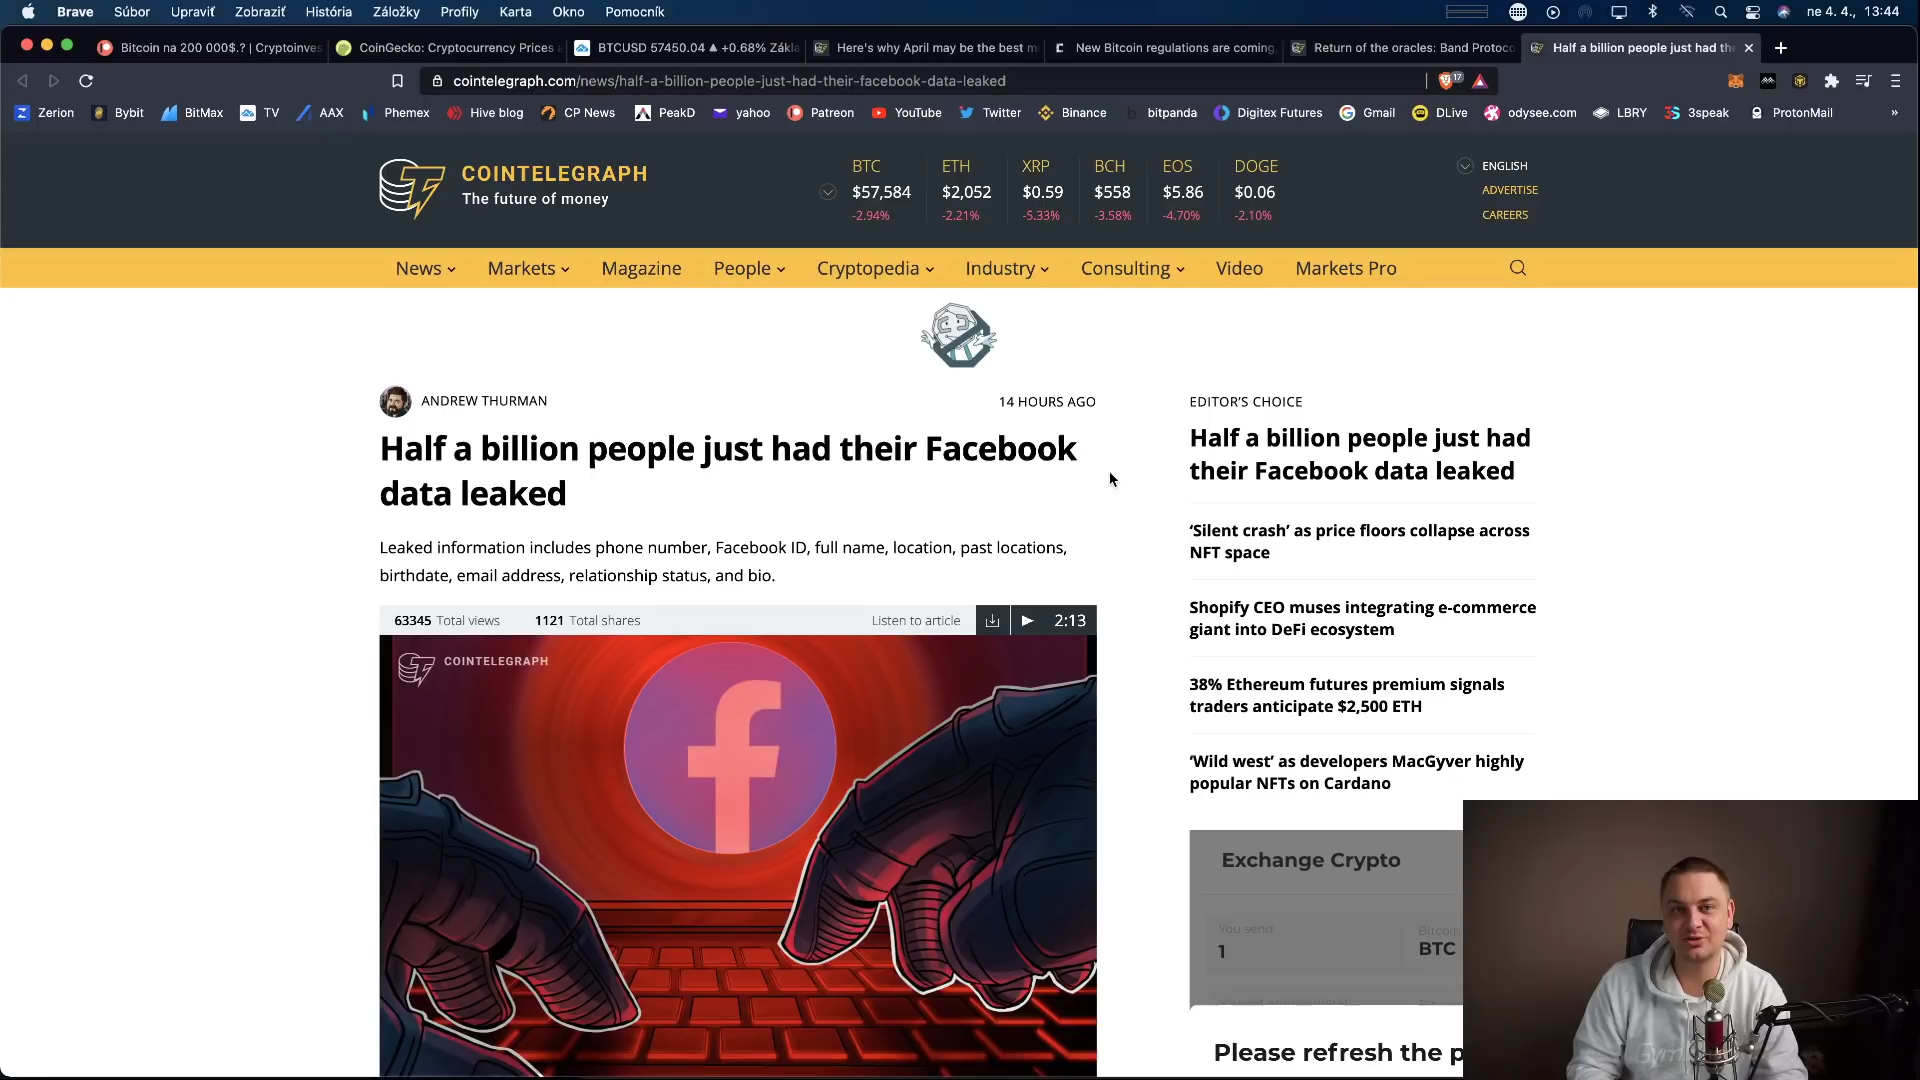 Brave Súbor Upraviť Zobraziť História Záložky Profily Karta Okno Pomocník ne 4. 4., 13:44
Bitcoin na 200 000$.? | Cryptoinves CoinGecko: Cryptocurrency Prices BTCUSD 57450.04 ▲ +0.68% Zákla Here's why April may be the best m New Bitcoin regulations are coming, Return of the oracles: Band Protoco Half a billion people just had th
cointelegraph.com/news/half-a-billion-people-just-had-their-facebook-data-leaked 17
Zerion Bybit BitMax TV AAX Phemex Hive blog CP News PeakD yahoo Patreon YouTube Twitter Binance bitpanda Digitex Futures Gmail DLive odysee.com LBRY 3speak ProtonMail »
COINTELEGRAPH
The future of money
BTC ETH XRP BCH EOS DOGE
$57,584 $2,052 $0.59 $558 $5.86 $0.06
-2.94% -2.21% -5.33% -3.58% -4.70% -2.10%
ENGLISH
ADVERTISE
CAREERS
News Markets Magazine People Cryptopedia Industry Consulting Video Markets Pro
ANDREW THURMAN 14 HOURS AGO
Half a billion people just had their Facebook
data leaked
Leaked information includes phone number, Facebook ID, full name, location, past locations,
birthdate, email address, relationship status, and bio.
63345 Total views 1121 Total shares Listen to article 2:13
COINTELEGRAPH
EDITOR'S CHOICE
Half a billion people just had
their Facebook data leaked
‘Silent crash’ as price floors collapse across
NFT space
Shopify CEO muses integrating e-commerce
giant into DeFi ecosystem
38% Ethereum futures premium signals
traders anticipate $2,500 ETH
‘Wild west’ as developers MacGyver highly
popular NFTs on Cardano
Exchange Crypto
You send
1
Bitcoin
BTC
Please refresh the p